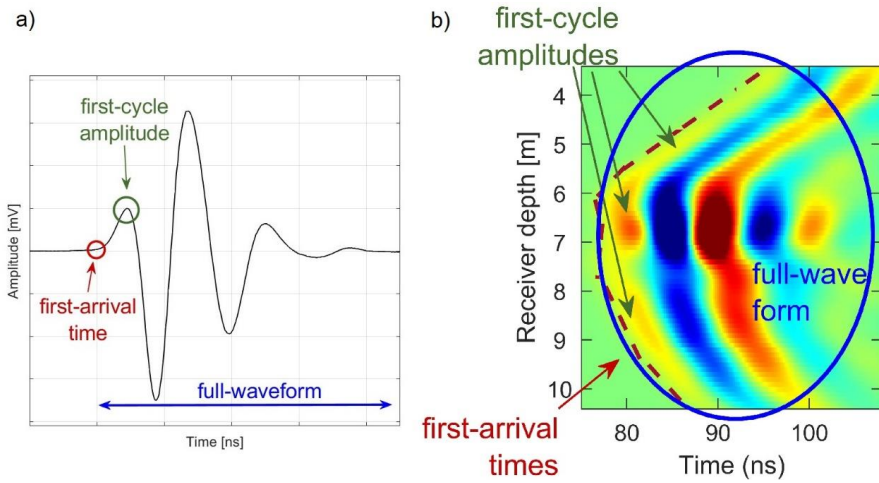 a)
first-cycle
amplitude
first-arrival
time
full-waveform
Amplitude [mV]
Time [ns]
b)
first-cycle
amplitudes
4
5
6
7
8
9
10
Receiver depth [m]
full-wave
form
first-arrival
times
80
90
100
Time (ns)